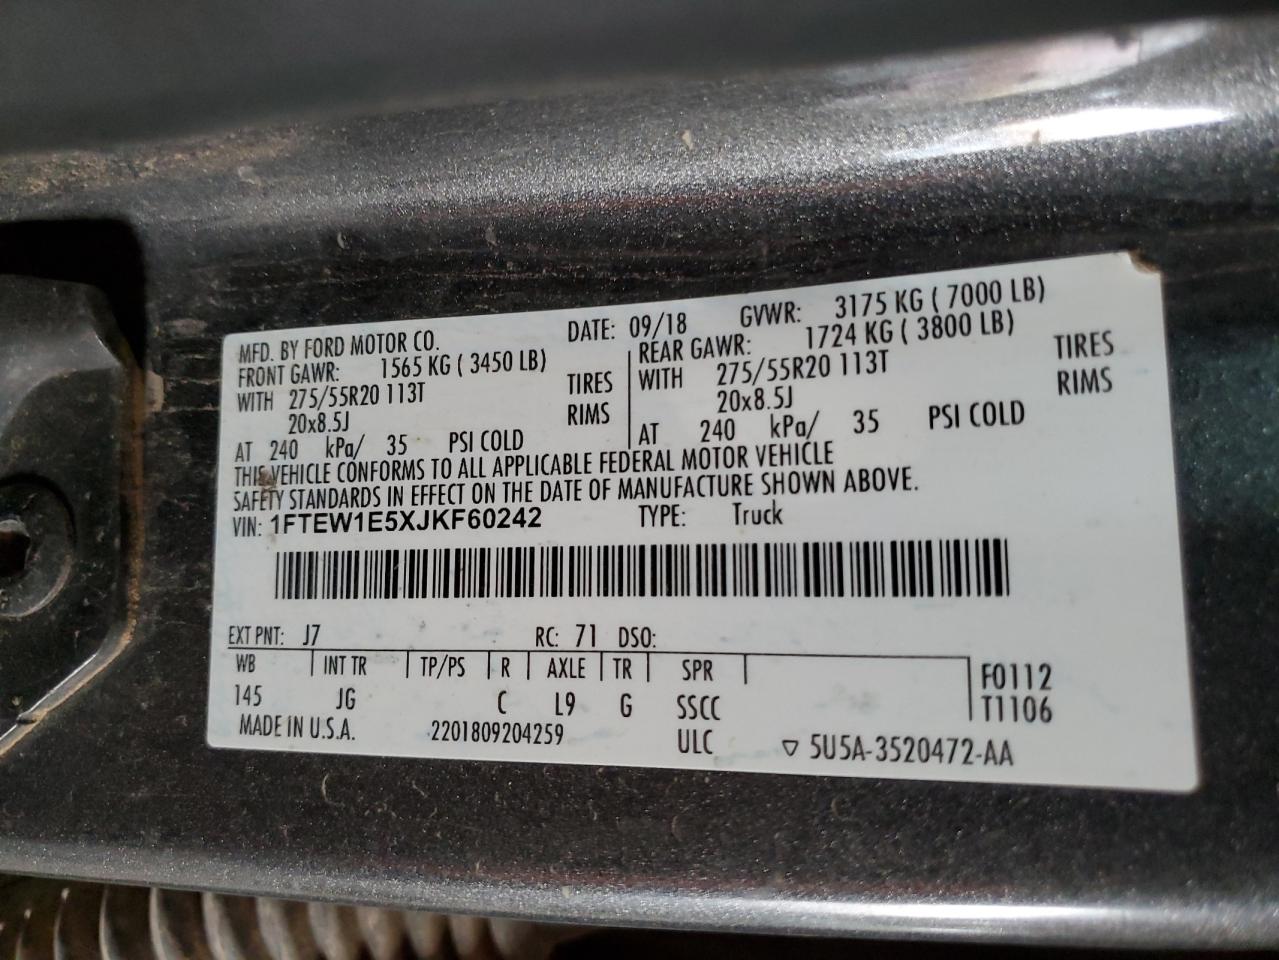 MFD. BY FORD MOTOR CO. DATE: 09/18 GVWR: 3175 KG ( 7000 LB)
FRONT GAWR: 1565 KG ( 3450 LB) REAR GAWR: 1724 KG ( 3800 LB)
WITH 275/55R20 113T TIRES WITH 275/55R20 113T TIRES
20x8.5J RIMS 20x8.5J RIMS
AT 240 kPa/ 35 PSI COLD AT 240 kPa/ 35 PSI COLD
THIS VEHICLE CONFORMS TO ALL APPLICABLE FEDERAL MOTOR VEHICLE
SAFETY STANDARDS IN EFFECT ON THE DATE OF MANUFACTURE SHOWN ABOVE.
VIN: 1FTEW1E5XJKF60242 TYPE: Truck
EXT PNT: J7 RC: 71 DSO:
WB INT TR TP/PS R AXLE TR SPR F0112
145 JG C L9 G SSCC T1106
MADE IN U.S.A. 2201809204259 ULC ▽ 5U5A-3520472-AA